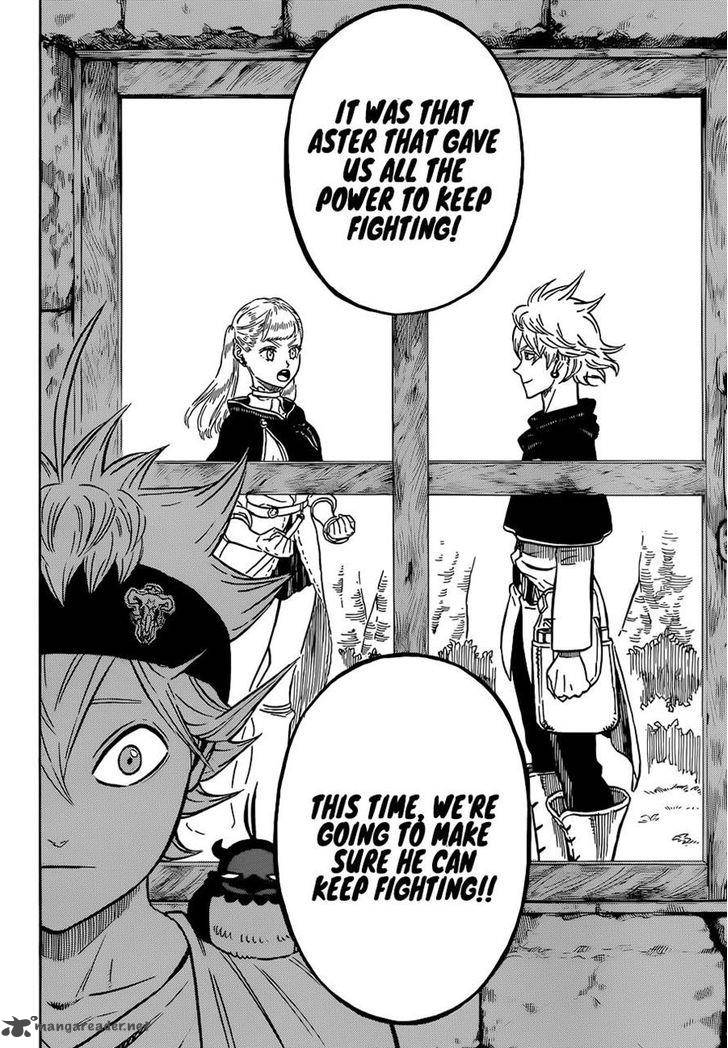 IT WAS THAT
ASTER THAT GAVE
US ALL THE
POWER TO KEEP
FIGHTING!
THIS TIME, WE'RE
GOING TO MAKE
SURE HE CAN
KEEP FIGHTING!!
mangareader.net